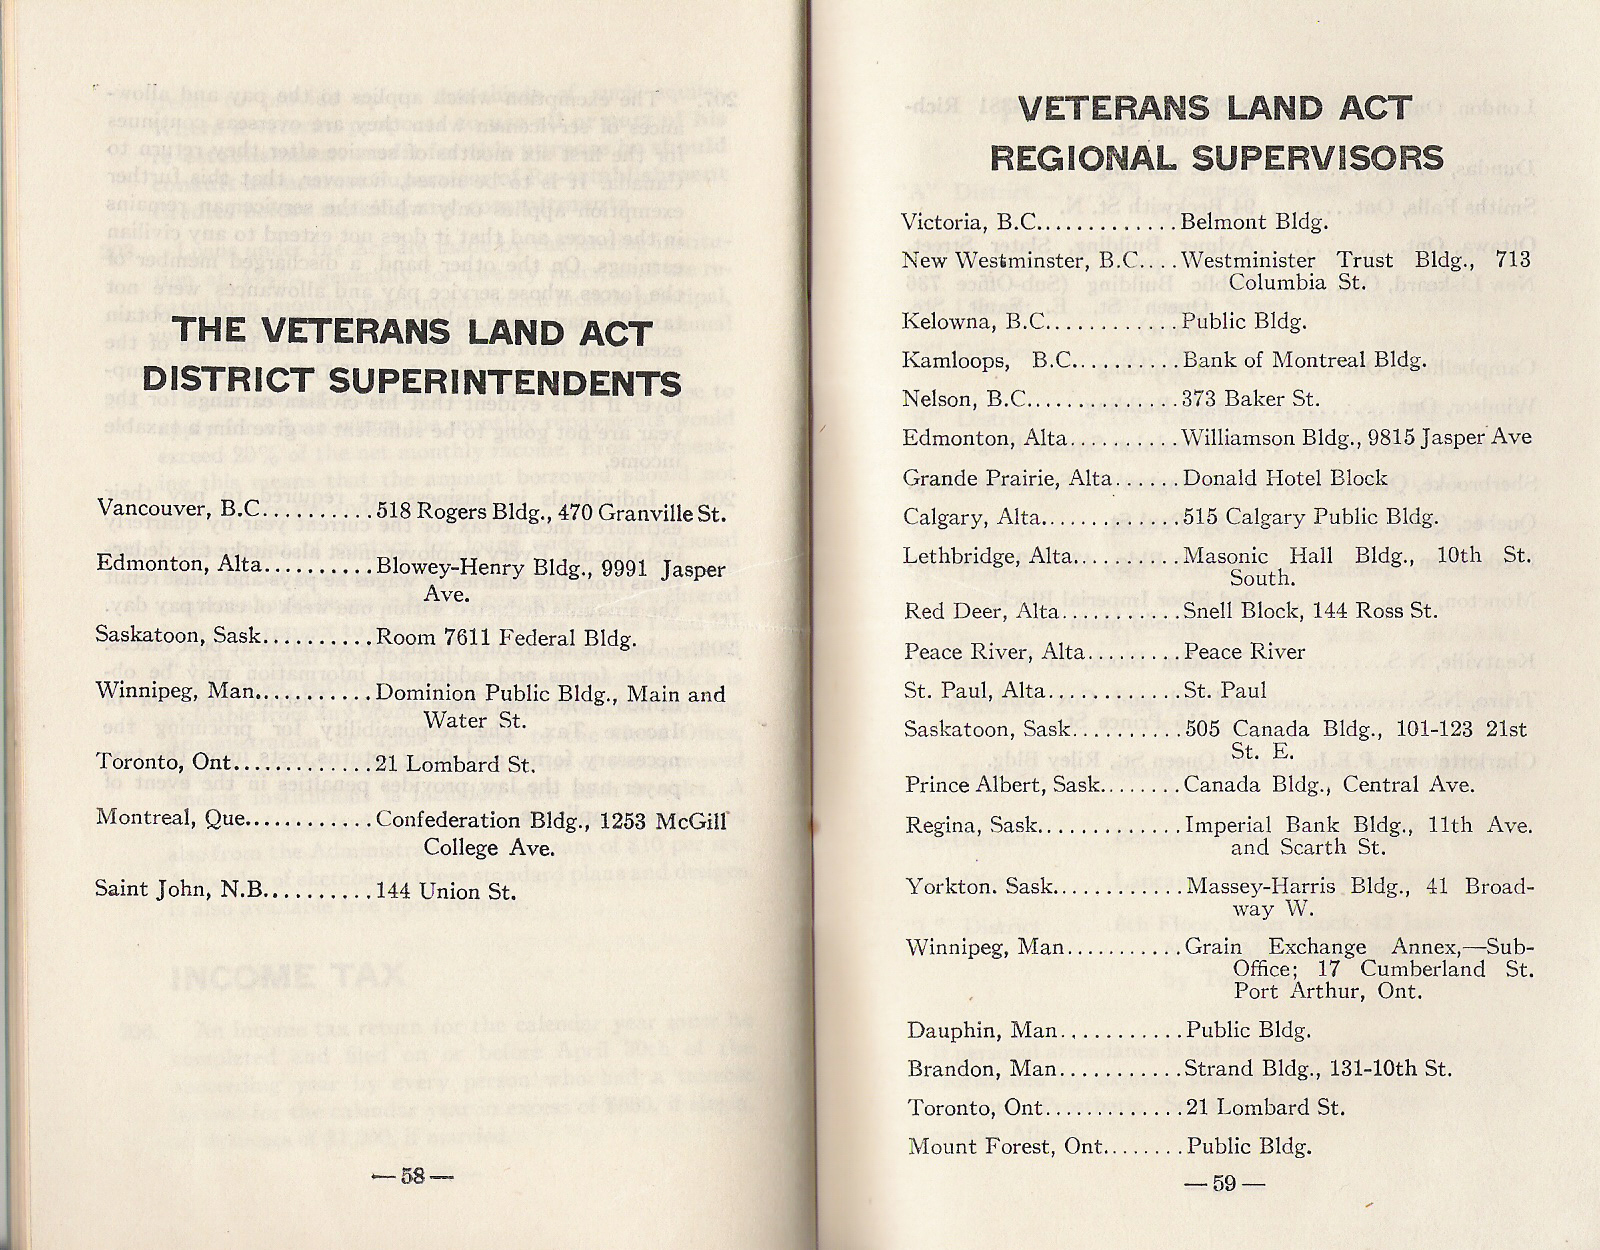 THE VETERANS LAND ACT
DISTRICT SUPERINTENDENTS
Vancouver, B.C..........518 Rogers Bldg., 470 Granville St.
Edmonton, Alta..........Blowey-Henry Bldg., 9991 Jasper
Ave.
Saskatoon, Sask..........Room 7611 Federal Bldg.
Winnipeg, Man...........Dominion Public Bldg., Main and
Water St.
Toronto, Ont.............21 Lombard St.
Montreal, Que............Confederation Bldg., 1253 McGill
College Ave.
Saint John, N.B..........144 Union St.
—58—
VETERANS LAND ACT
REGIONAL SUPERVISORS
Victoria, B.C.............Belmont Bldg.
New Westminster, B.C....Westminister Trust Bldg., 713
Columbia St.
Kelowna, B.C............Public Bldg.
Kamloops, B.C..........Bank of Montreal Bldg.
Nelson, B.C..............373 Baker St.
Edmonton, Alta..........Williamson Bldg., 9815 Jasper Ave
Grande Prairie, Alta......Donald Hotel Block
Calgary, Alta.............515 Calgary Public Bldg.
Lethbridge, Alta..........Masonic Hall Bldg., 10th St.
South.
Red Deer, Alta...........Snell Block, 144 Ross St.
Peace River, Alta.........Peace River
St. Paul, Alta............St. Paul
Saskatoon, Sask..........505 Canada Bldg., 101-123 21st
St. E.
Prince Albert, Sask.......Canada Bldg., Central Ave.
Regina, Sask.............Imperial Bank Bldg., 11th Ave.
and Scarth St.
Yorkton. Sask............Massey-Harris Bldg., 41 Broad-
way W.
Winnipeg, Man..........Grain Exchange Annex,—Sub-
Office; 17 Cumberland St.
Port Arthur, Ont.
Dauphin, Man...........Public Bldg.
Brandon, Man...........Strand Bldg., 131-10th St.
Toronto, Ont.............21 Lombard St.
Mount Forest, Ont........Public Bldg.
—59—